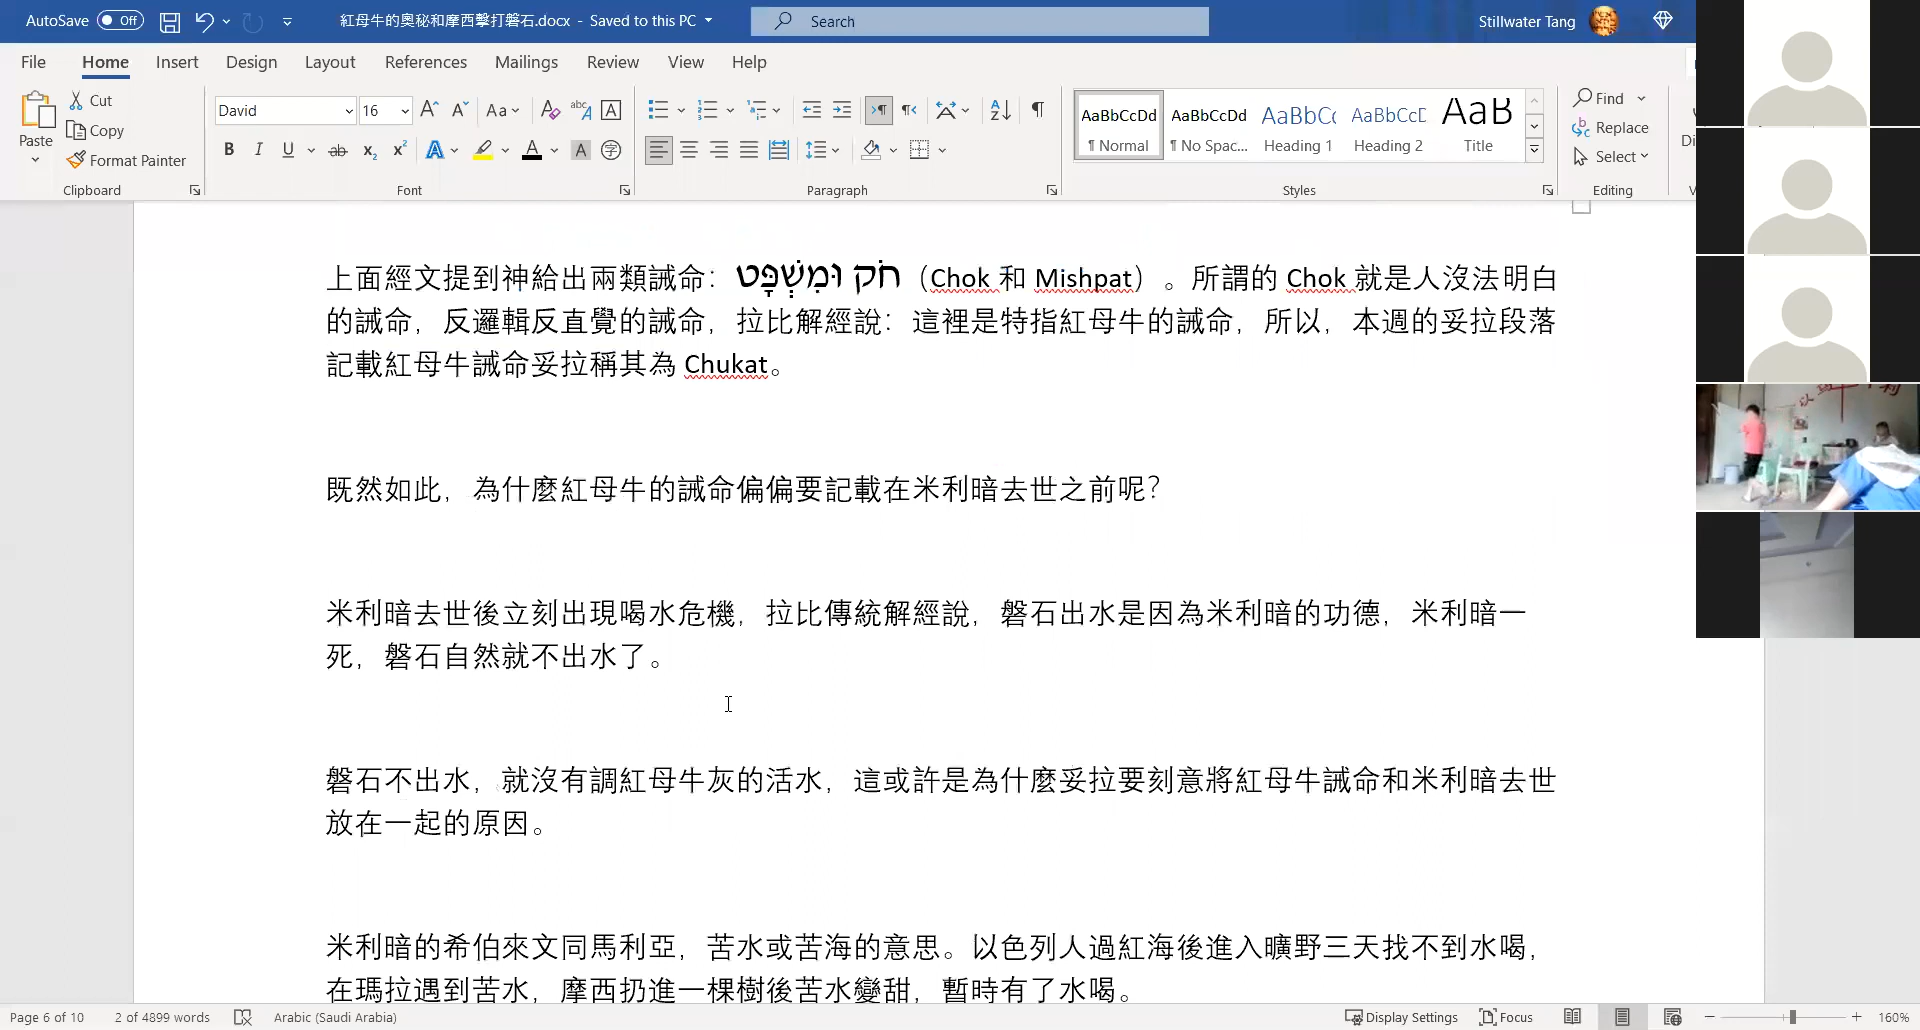 AutoSave Off 紅母牛的奧秘和摩西擊打磐石.docx - Saved to this PC Search Stillwater Tang
File Home Insert Design Layout References Mailings Review View Help
Paste Cut Copy Format Painter Clipboard
David 16 Aa Font
B I U ab x₂ x² A A A 字
Paragraph
AaBbCcDd AaBbCcDd AaBbCc AaBbCcD AaB
¶ Normal ¶ No Spac... Heading 1 Heading 2 Title
Styles
Find Replace Select Editing
上面經文提到神給出兩類誡命：חֹק וּמִשְׁפָּט（Chok 和 Mishpat）。所謂的 Chok 就是人沒法明白
的誡命，反邏輯反直覺的誡命，拉比解經說：這裡是特指紅母牛的誡命，所以，本週的妥拉段落
記載紅母牛誡命妥拉稱其為 Chukat。
既然如此，為什麼紅母牛的誡命偏偏要記載在米利暗去世之前呢？
米利暗去世後立刻出現喝水危機，拉比傳統解經說，磐石出水是因為米利暗的功德，米利暗一
死，磐石自然就不出水了。
磐石不出水，就沒有調紅母牛灰的活水，這或許是為什麼妥拉要刻意將紅母牛誡命和米利暗去世
放在一起的原因。
米利暗的希伯來文同馬利亞，苦水或苦海的意思。以色列人過紅海後進入曠野三天找不到水喝，
在瑪拉遇到苦水，摩西扔進一棵樹後苦水變甜，暫時有了水喝。
Page 6 of 10 2 of 4899 words Arabic (Saudi Arabia) Display Settings Focus 160%